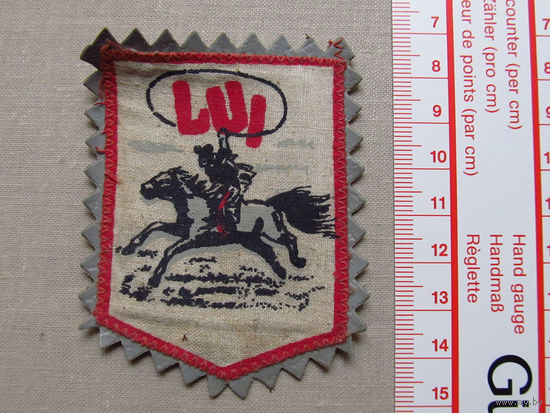 LUI
7
8
9
10
11
12
13
14
15
counter (per cm)
Zähler (pro cm)
eur de points (par cm)
Hand gauge
Handmaß
Règlette